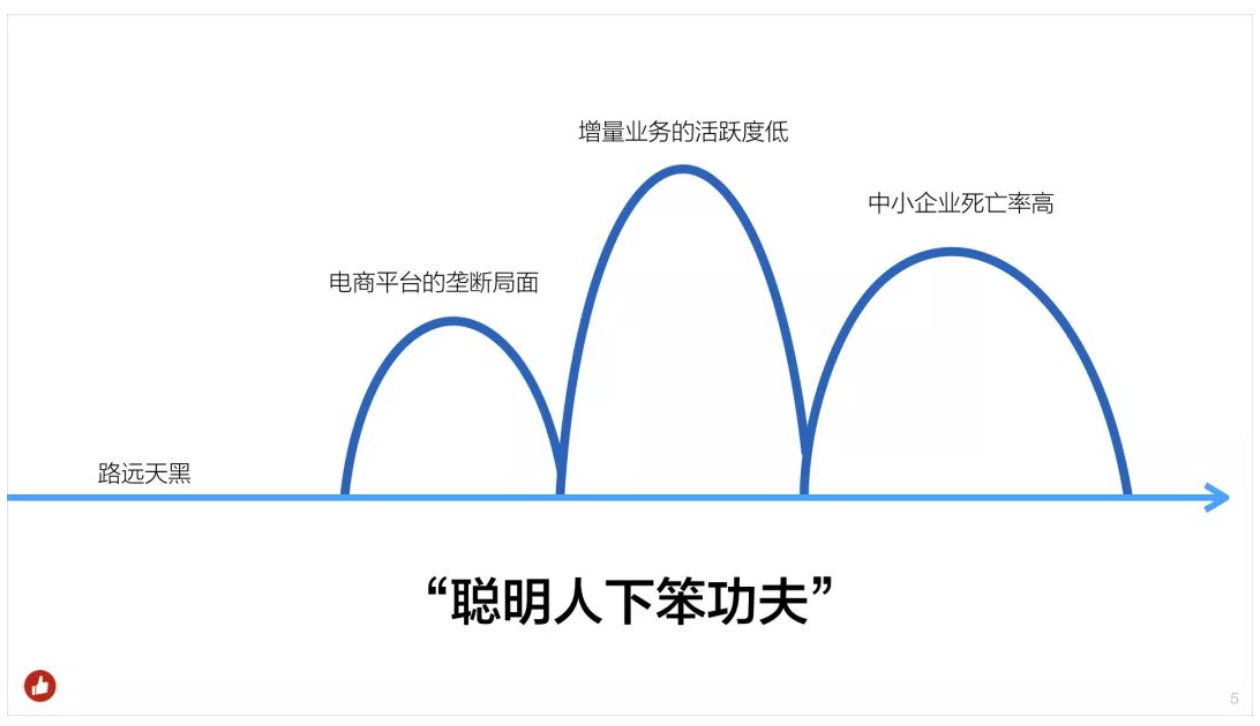 增量业务的活跃度低
中小企业死亡率高
电商平台的垄断局面
路远天黑
“聪明人下笨功夫”
5